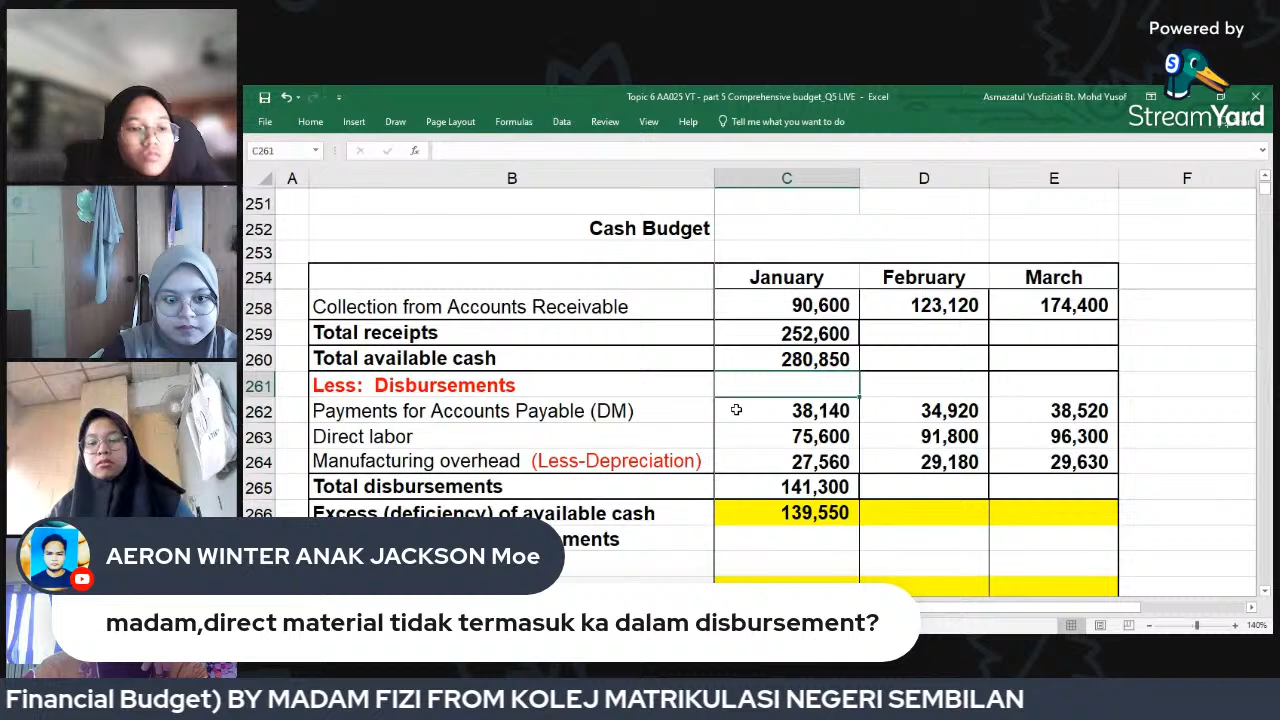 Powered by
StreamYard
Topic 6 AA025 YT - part 5 Comprehensive budget_Q5 LIVE - Excel
Asmazatul Yusfiziati Bt. Mohd Yusof
File Home Insert Draw Page Layout Formulas Data Review View Help Tell me what you want to do
C261
A B C D E F
251
252 Cash Budget
253
254 January February March
258 Collection from Accounts Receivable 90,600 123,120 174,400
259 Total receipts 252,600
260 Total available cash 280,850
261 Less: Disbursements
262 Payments for Accounts Payable (DM) 38,140 34,920 38,520
263 Direct labor 75,600 91,800 96,300
264 Manufacturing overhead (Less-Depreciation) 27,560 29,180 29,630
265 Total disbursements 141,300
266 Excess (deficiency) of available cash 139,550
ments
AERON WINTER ANAK JACKSON Moe
madam,direct material tidak termasuk ka dalam disbursement?
140%
Financial Budget) BY MADAM FIZI FROM KOLEJ MATRIKULASI NEGERI SEMBILAN